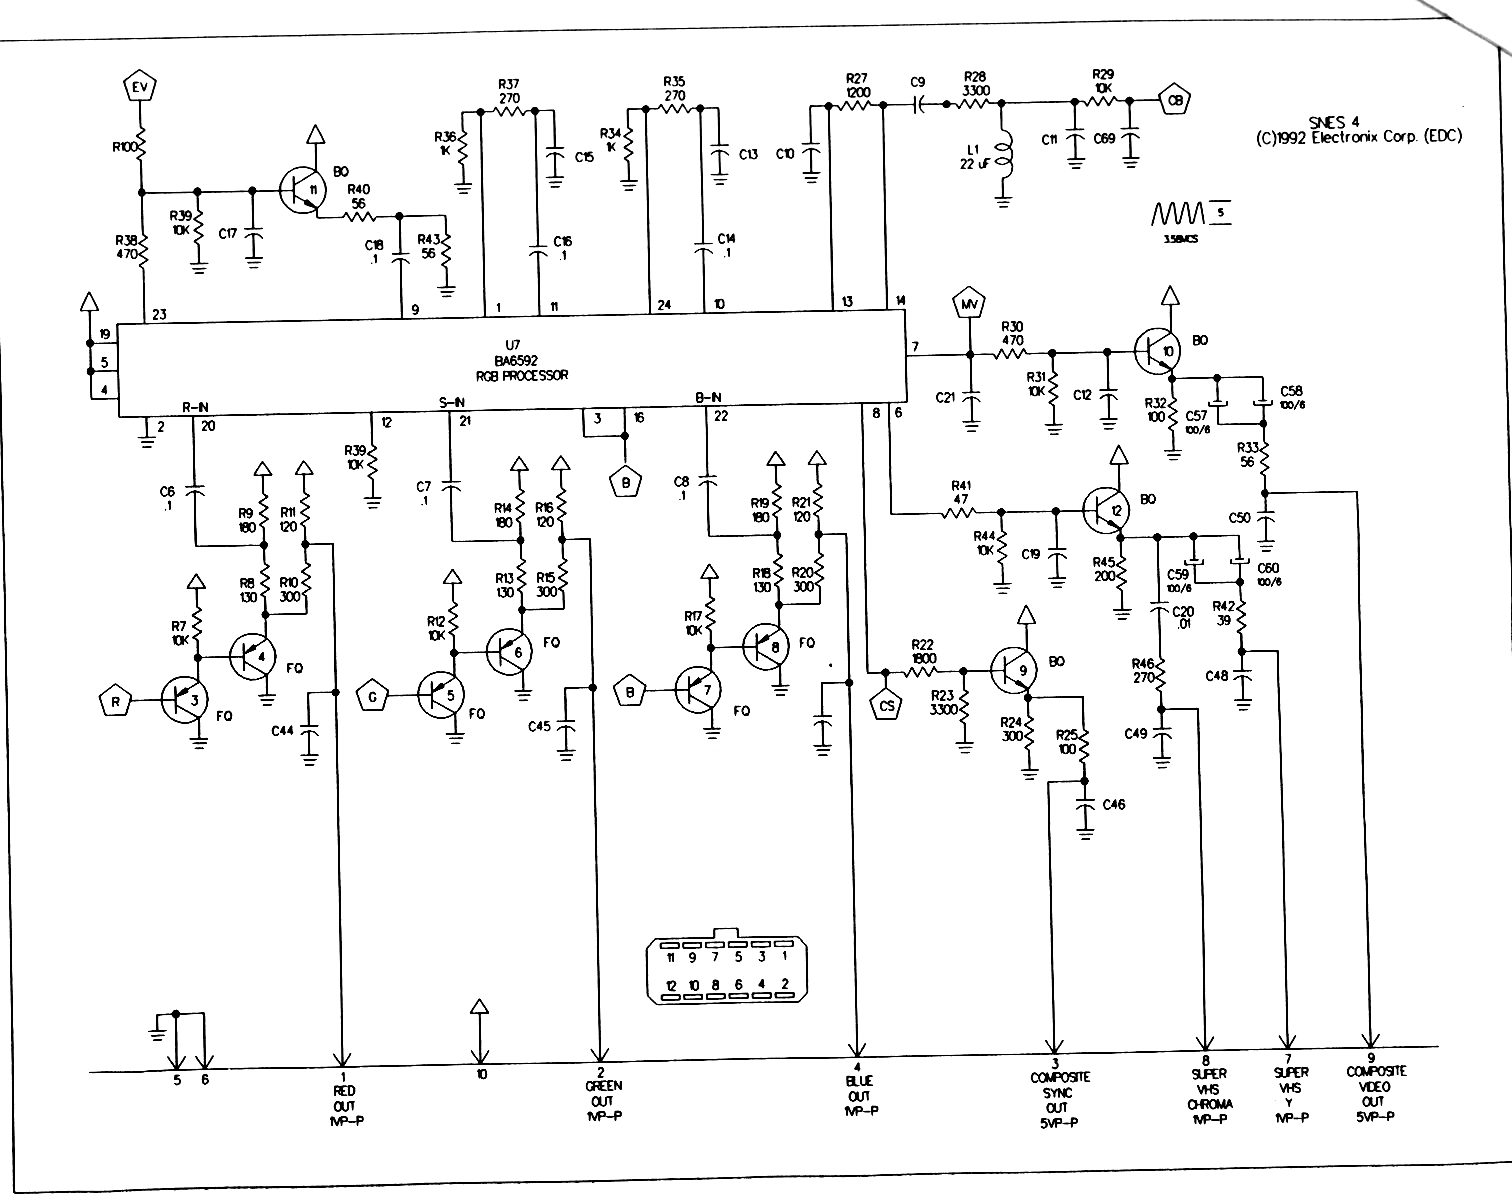 SNES 4
(C)1992 Electronix Corp. (EDC)
EV
R100
R38
470
R39
10K
C17
11
BO
R40
56
C18
.1
R43
56
R36
1K
R37
270
C15
C16
.1
R34
1K
R35
270
C13
C14
.1
C10
R27
1200
C9
R28
3300
L1
22 uF
C11
R29
10K
C69
CB
5
3.58MCS
23
9
1
11
24
10
13
14
19
5
4
U7
BA6592
RGB PROCESSOR
7
R-IN
S-IN
B-IN
2
20
12
21
3
16
22
8
6
MV
C21
R30
470
R31
10K
C12
10
BO
R32
100
C57
100/6
C58
100/6
R33
56
C50
R39
10K
B
C6
.1
R9
180
R11
120
R8
130
R10
300
R7
10K
4
FQ
R
3
FQ
C44
C7
.1
R14
180
R16
120
R13
130
R15
300
R12
10K
6
FQ
G
5
FQ
C45
C8
.1
R19
180
R21
120
R18
130
R20
300
R17
10K
8
FQ
B
7
FQ
R41
47
R44
10K
C19
12
BO
R45
200
C59
100/6
C60
100/6
C20
.01
R42
39
R46
270
C48
C49
CS
R22
1800
R23
3300
9
BO
R24
300
R25
100
C46
11 9 7 5 3 1
12 10 8 6 4 2
5
6
1
RED
OUT
1VP-P
10
2
GREEN
OUT
1VP-P
4
BLUE
OUT
1VP-P
3
COMPOSITE
SYNC
OUT
5VP-P
8
SUPER
VHS
CHROMA
1VP-P
7
SUPER
VHS
Y
1VP-P
9
COMPOSITE
VIDEO
OUT
5VP-P